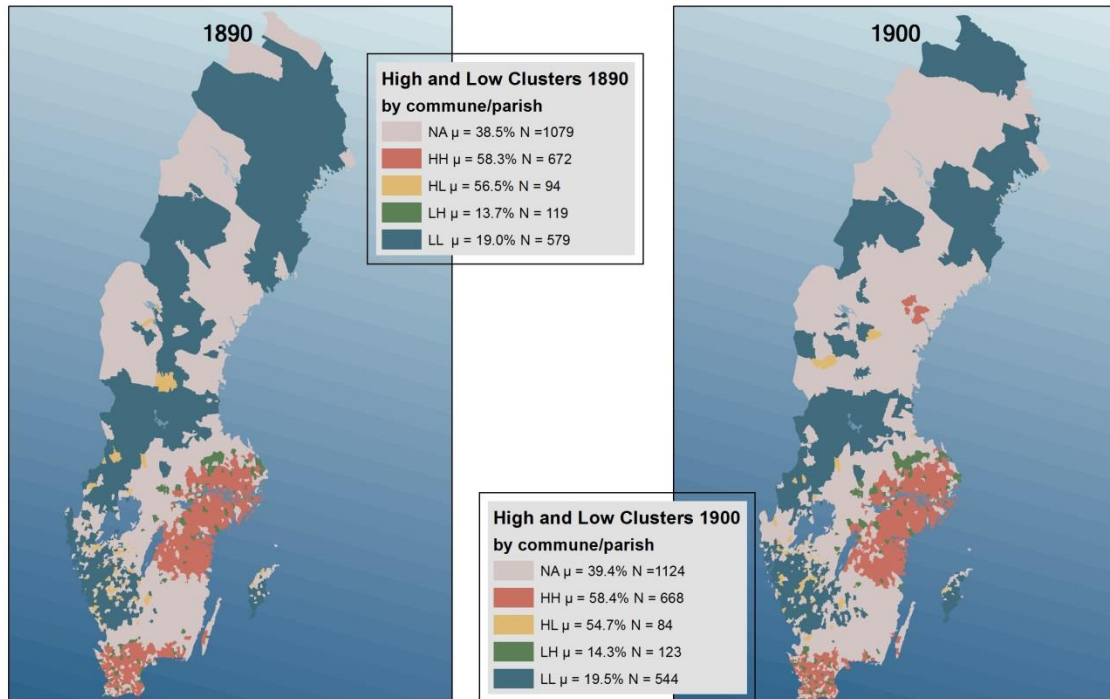 1890
1900
High and Low Clusters 1890
by commune/parish
NA μ = 38.5% N =1079
HH μ = 58.3% N = 672
HL μ = 56.5% N = 94
LH μ = 13.7% N = 119
LL μ = 19.0% N = 579
High and Low Clusters 1900
by commune/parish
NA μ = 39.4% N =1124
HH μ = 58.4% N = 668
HL μ = 54.7% N = 84
LH μ = 14.3% N = 123
LL μ = 19.5% N = 544